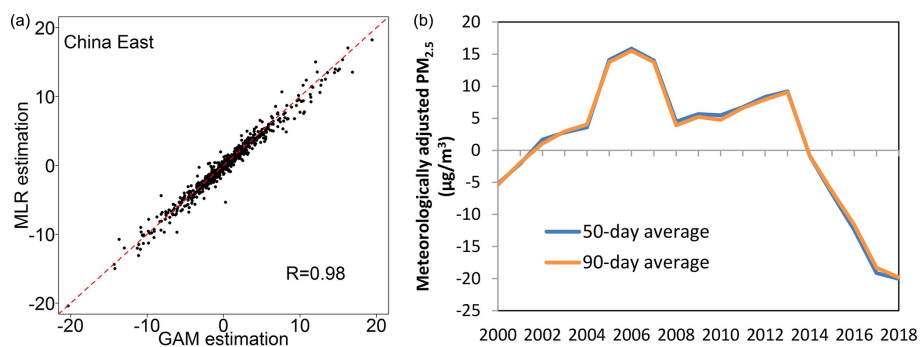 (a)
China East
MLR estimation
20
10
0
-10
-20
R=0.98
-20
-10
0
10
20
GAM estimation
(b)
Meteorologically adjusted PM2.5
(µg/m³)
20
15
10
5
0
-5
-10
-15
-20
-25
50-day average
90-day average
2000 2002 2004 2006 2008 2010 2012 2014 2016 2018